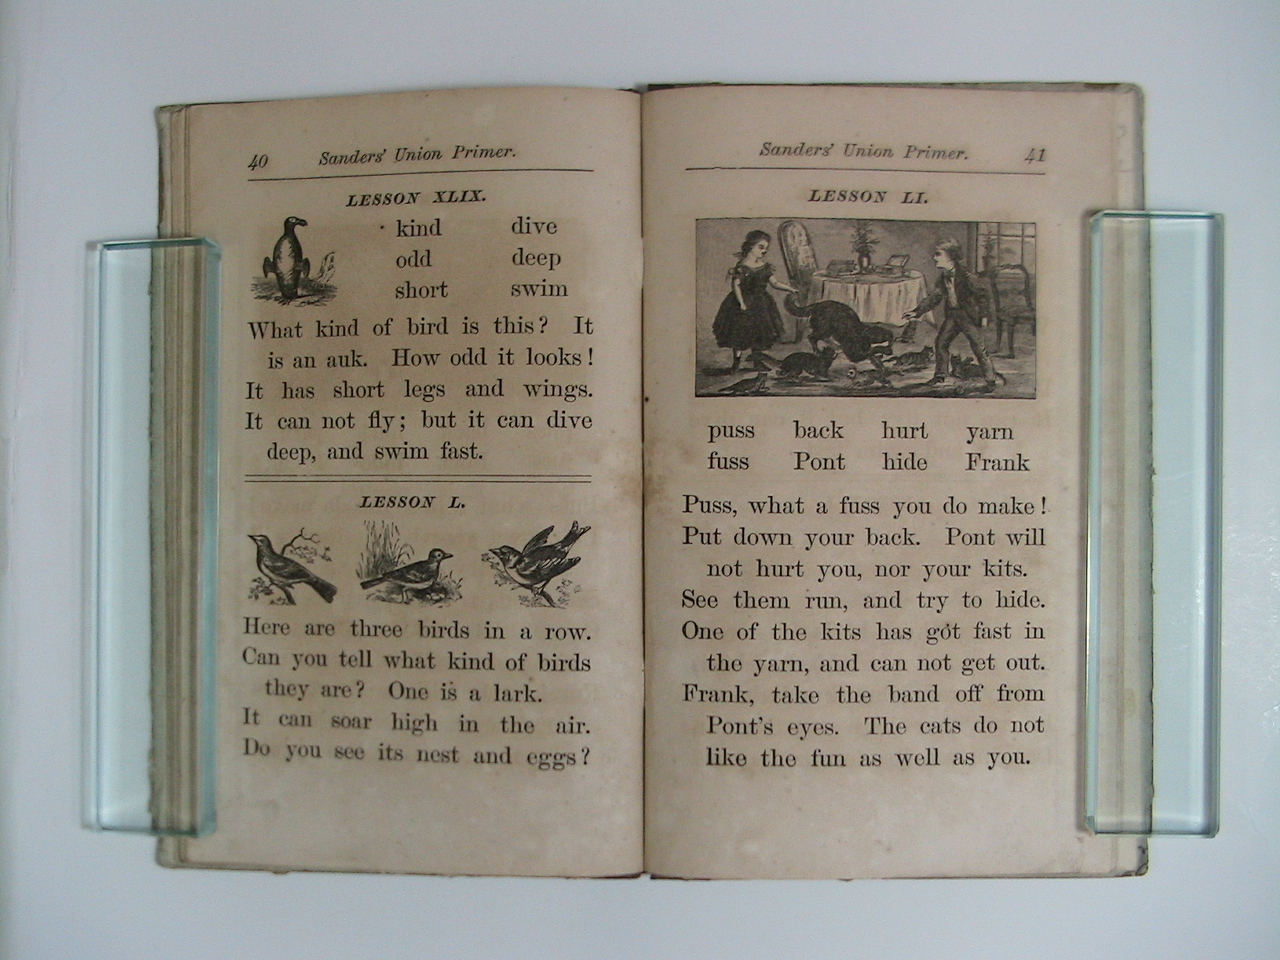 40 Sanders' Union Primer.
LESSON XLIX.
kind dive
odd deep
short swim
What kind of bird is this? It
is an auk. How odd it looks!
It has short legs and wings.
It can not fly; but it can dive
deep, and swim fast.
LESSON L.
Here are three birds in a row.
Can you tell what kind of birds
they are? One is a lark.
It can soar high in the air.
Do you see its nest and eggs?
Sanders' Union Primer. 41
LESSON LI.
puss back hurt yarn
fuss Pont hide Frank
Puss, what a fuss you do make!
Put down your back. Pont will
not hurt you, nor your kits.
See them run, and try to hide.
One of the kits has got fast in
the yarn, and can not get out.
Frank, take the band off from
Pont's eyes. The cats do not
like the fun as well as you.